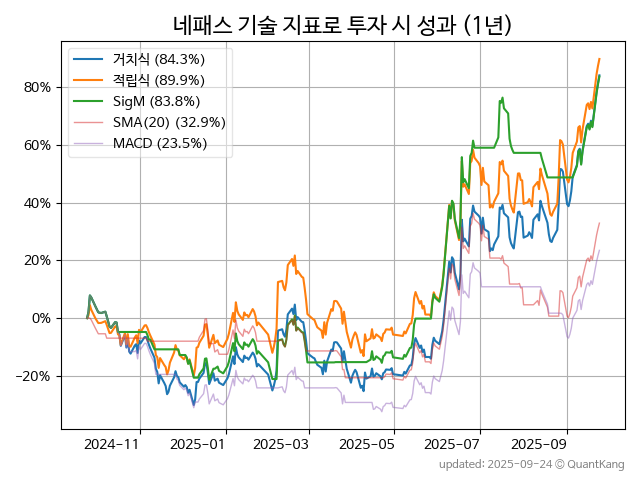 네패스 기술 지표로 투자 시 성과 (1년)
거치식 (84.3%)
적립식 (89.9%)
SigM (83.8%)
SMA(20) (32.9%)
MACD (23.5%)
80%
60%
40%
20%
0%
−20%
2024−11
2025−01
2025−03
2025−05
2025−07
2025−09
updated: 2025-09-24 © QuantKang